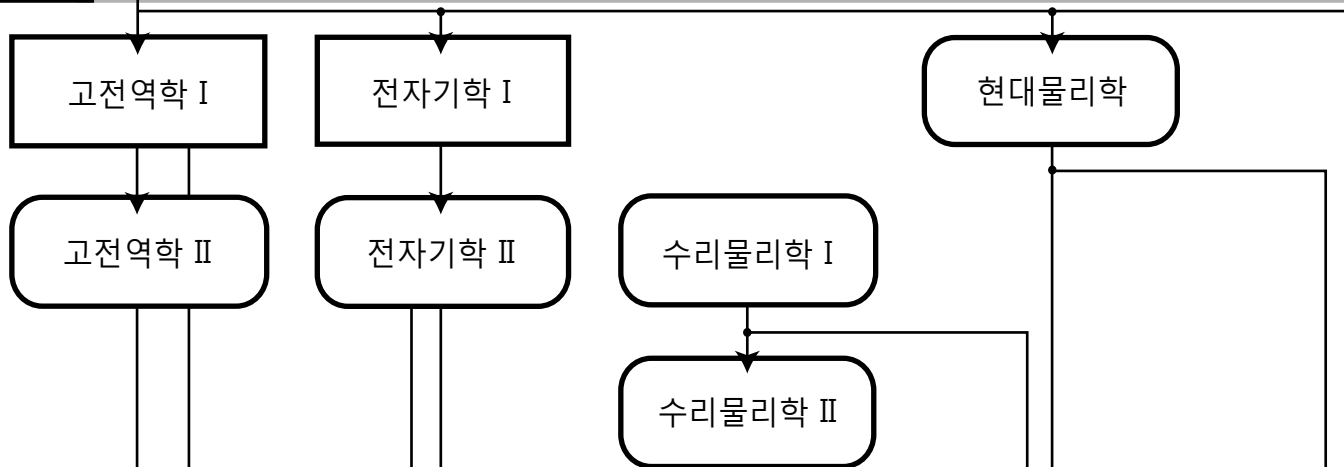 고전역학 Ⅰ
전자기학 Ⅰ
현대물리학
고전역학 Ⅱ
전자기학 Ⅱ
수리물리학 Ⅰ
수리물리학 Ⅱ